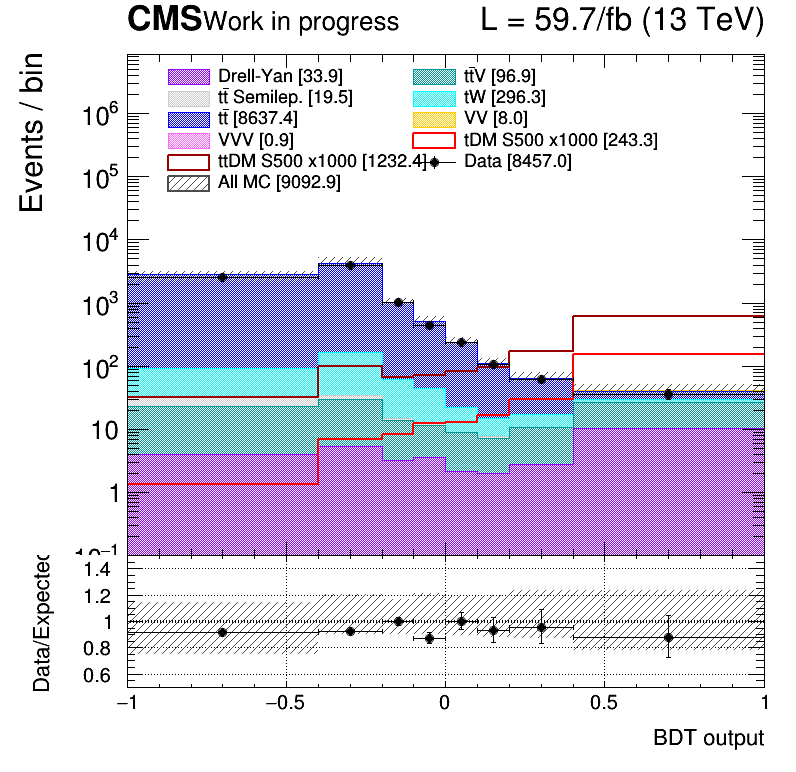 CMS Work in progress L = 59.7/fb (13 TeV)
Events / bin
Drell-Yan [33.9] tt̄V [96.9]
tt̄ Semilep. [19.5] tW [296.3]
tt̄ [8637.4] VV [8.0]
VVV [0.9] tDM S500 x1000 [243.3]
ttDM S500 x1000 [1232.4] Data [8457.0]
All MC [9092.9]
10⁶
10⁵
10⁴
10³
10²
10
1
10⁻¹
Data/Expected
1.4
1.2
1
0.8
0.6
−1 −0.5 0 0.5 1
BDT output